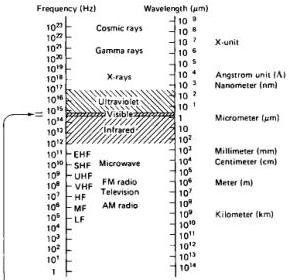 Frequency (Hz) Wavelength (μm)
10²³ Cosmic rays 10⁻⁹
10²² 10⁻⁸
10²¹ Gamma rays 10⁻⁷ X-unit
10²⁰ 10⁻⁶
10¹⁹ 10⁻⁵
10¹⁸ X-rays 10⁻⁴ Angstrom unit (Å)
10¹⁷ 10⁻³ Nanometer (nm)
10¹⁶ Ultraviolet 10⁻²
10¹⁵ Visible 10⁻¹
10¹⁴ Infrared 1 Micrometer (μm)
10¹³ 10
10¹² 10²
10¹¹ EHF 10³ Millimeter (mm)
10¹⁰ SHF Microwave 10⁴ Centimeter (cm)
10⁹ UHF 10⁵
10⁸ VHF FM radio 10⁶ Meter (m)
10⁷ HF Television 10⁷
10⁶ MF AM radio 10⁸
10⁵ LF 10⁹ Kilometer (km)
10⁴ 10¹⁰
10³ 10¹¹
10² 10¹²
10 10¹³
1 10¹⁴